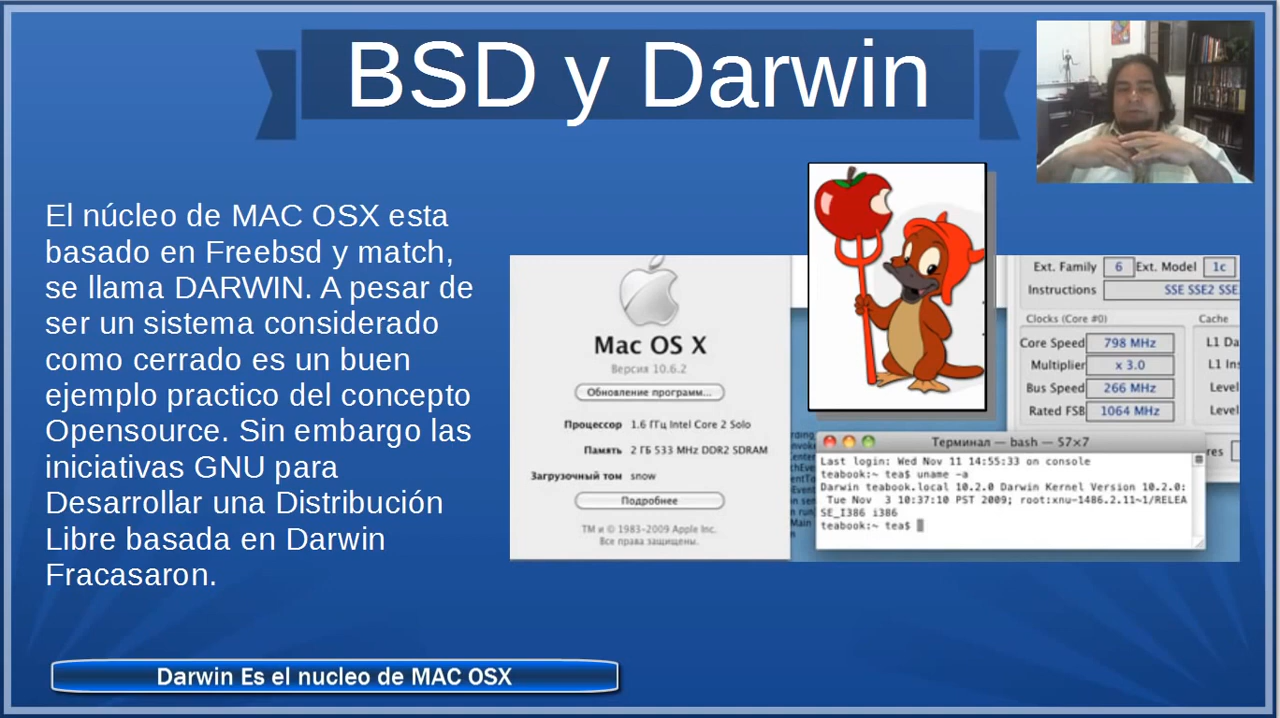 BSD y Darwin
El núcleo de MAC OSX esta
basado en Freebsd y match,
se llama DARWIN. A pesar de
ser un sistema considerado
como cerrado es un buen
ejemplo practico del concepto
Opensource. Sin embargo las
iniciativas GNU para
Desarrollar una Distribución
Libre basada en Darwin
Fracasaron.
Mac OS X
Версия 10.6.2
Обновление программ...
Процессор 1.6 ГГц Intel Core 2 Solo
Память 2 ГБ 533 MHz DDR2 SDRAM
Загрузочный том snow
Подробнее
ТМ и © 1983-2009 Apple Inc.
Все права защищены.
Ext. Family 6 Ext. Model 1c
Instructions SSE SSE2 SSE
Clocks (Core #0) Cache
Core Speed 798 MHz L1 Da
Multiplier x 3.0 L1 In
Bus Speed 266 MHz Level
Rated FSB 1064 MHz Level
Терминал — bash — 57×7
Last login: Wed Nov 11 14:55:33 on console
teabook:~ tea$ uname -a
Darwin teabook.local 10.2.0 Darwin Kernel Version 10.2.0:
Tue Nov 3 10:37:10 PST 2009; root:xnu-1486.2.11~1/RELEA
SE_I386 i386
teabook:~ tea$
Darwin Es el nucleo de MAC OSX